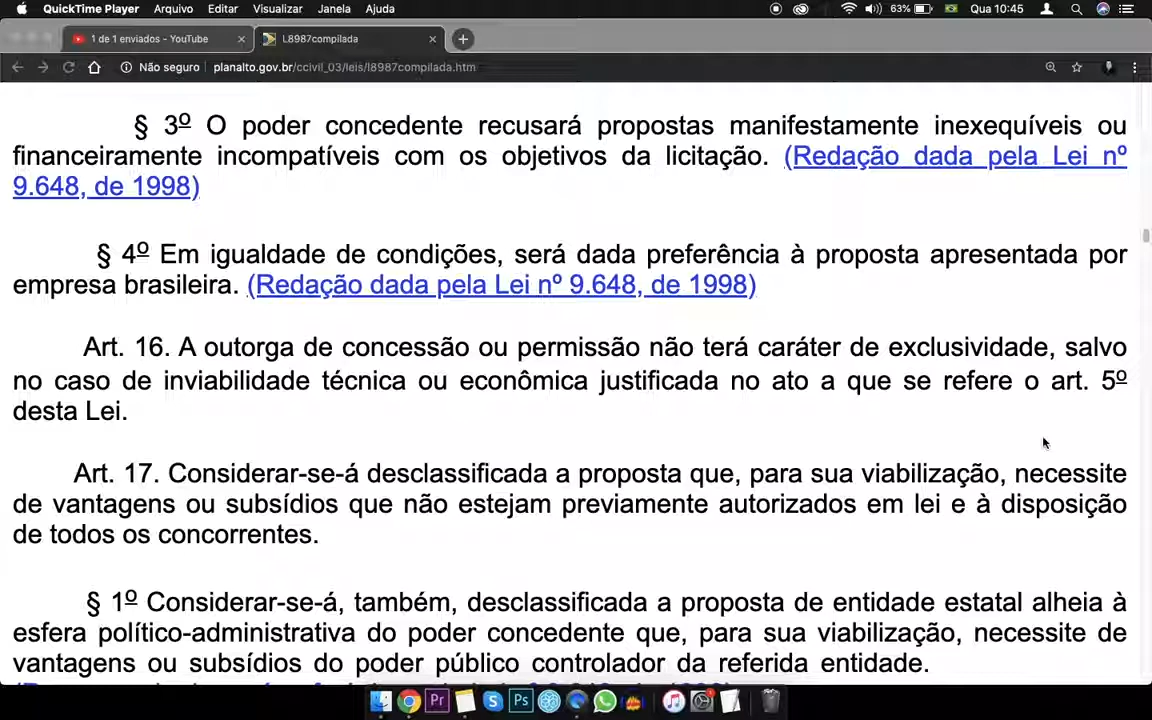 QuickTime Player Arquivo Editar Visualizar Janela Ajuda 63% Qua 10:45
1 de 1 enviados - YouTube L8987compilada
Não seguro planalto.gov.br/ccivil_03/leis/l8987compilada.htm
§ 3º O poder concedente recusará propostas manifestamente inexequíveis ou
financeiramente incompatíveis com os objetivos da licitação. (Redação dada pela Lei nº
9.648, de 1998)
§ 4º Em igualdade de condições, será dada preferência à proposta apresentada por
empresa brasileira. (Redação dada pela Lei nº 9.648, de 1998)
Art. 16. A outorga de concessão ou permissão não terá caráter de exclusividade, salvo
no caso de inviabilidade técnica ou econômica justificada no ato a que se refere o art. 5º
desta Lei.
Art. 17. Considerar-se-á desclassificada a proposta que, para sua viabilização, necessite
de vantagens ou subsídios que não estejam previamente autorizados em lei e à disposição
de todos os concorrentes.
§ 1º Considerar-se-á, também, desclassificada a proposta de entidade estatal alheia à
esfera político-administrativa do poder concedente que, para sua viabilização, necessite de
vantagens ou subsídios do poder público controlador da referida entidade.
Pr Ps